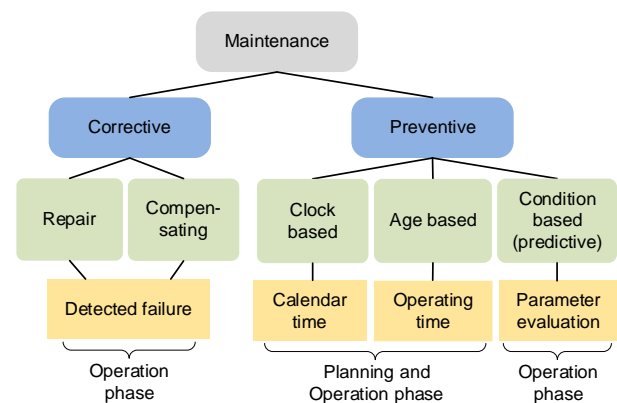 Maintenance
Corrective
Preventive
Repair
Compen-
sating
Clock
based
Age based
Condition
based
(predictive)
Detected failure
Calendar
time
Operating
time
Parameter
evaluation
Operation
phase
Planning and
Operation phase
Operation
phase